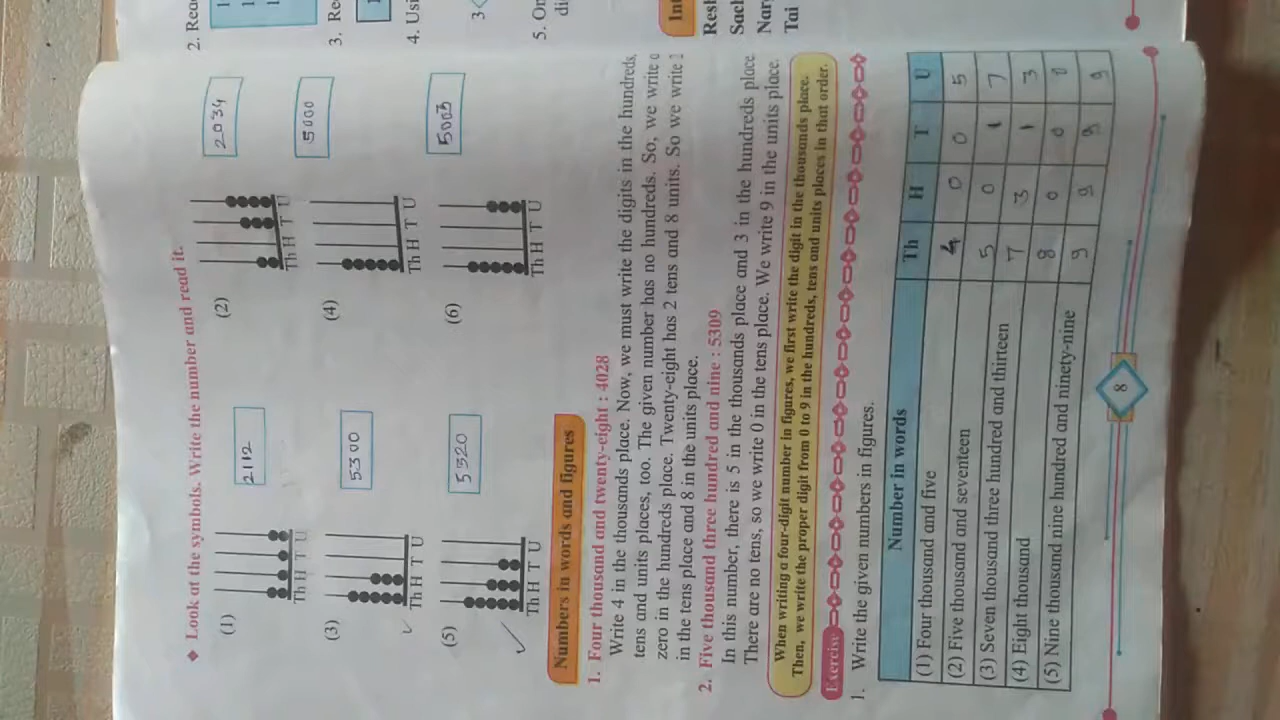 ◆ Look at the symbols. Write the number and read it.
(1) Th H T U 2112
(2) Th H T U 2034
(3) Th H T U 5300
(4) Th H T U 5000
(5) Th H T U 5320
(6) Th H T U 5003
Numbers in words and figures
1. Four thousand and twenty-eight : 4028
Write 4 in the thousands place. Now, we must write the digits in the hundreds,
tens and units places, too. The given number has no hundreds. So, we write
zero in the hundreds place. Twenty-eight has 2 tens and 8 units. So we write 2
in the tens place and 8 in the units place.
2. Five thousand three hundred and nine : 5309
In this number, there is 5 in the thousands place and 3 in the hundreds place.
There are no tens, so we write 0 in the tens place. We write 9 in the units place.
When writing a four-digit number in figures, we first write the digit in the thousands place.
Then, we write the proper digit from 0 to 9 in the hundreds, tens and units places in that order.
Exercise
1. Write the given numbers in figures.
Number in words Th H T U
(1) Four thousand and five 4 0 0 5
(2) Five thousand and seventeen 5 0 1 7
(3) Seven thousand three hundred and thirteen 7 3 1 3
(4) Eight thousand 8 0 0 0
(5) Nine thousand nine hundred and ninety-nine 9 9 9 9
8
2. Read
3.
4.
3
5.
Tai